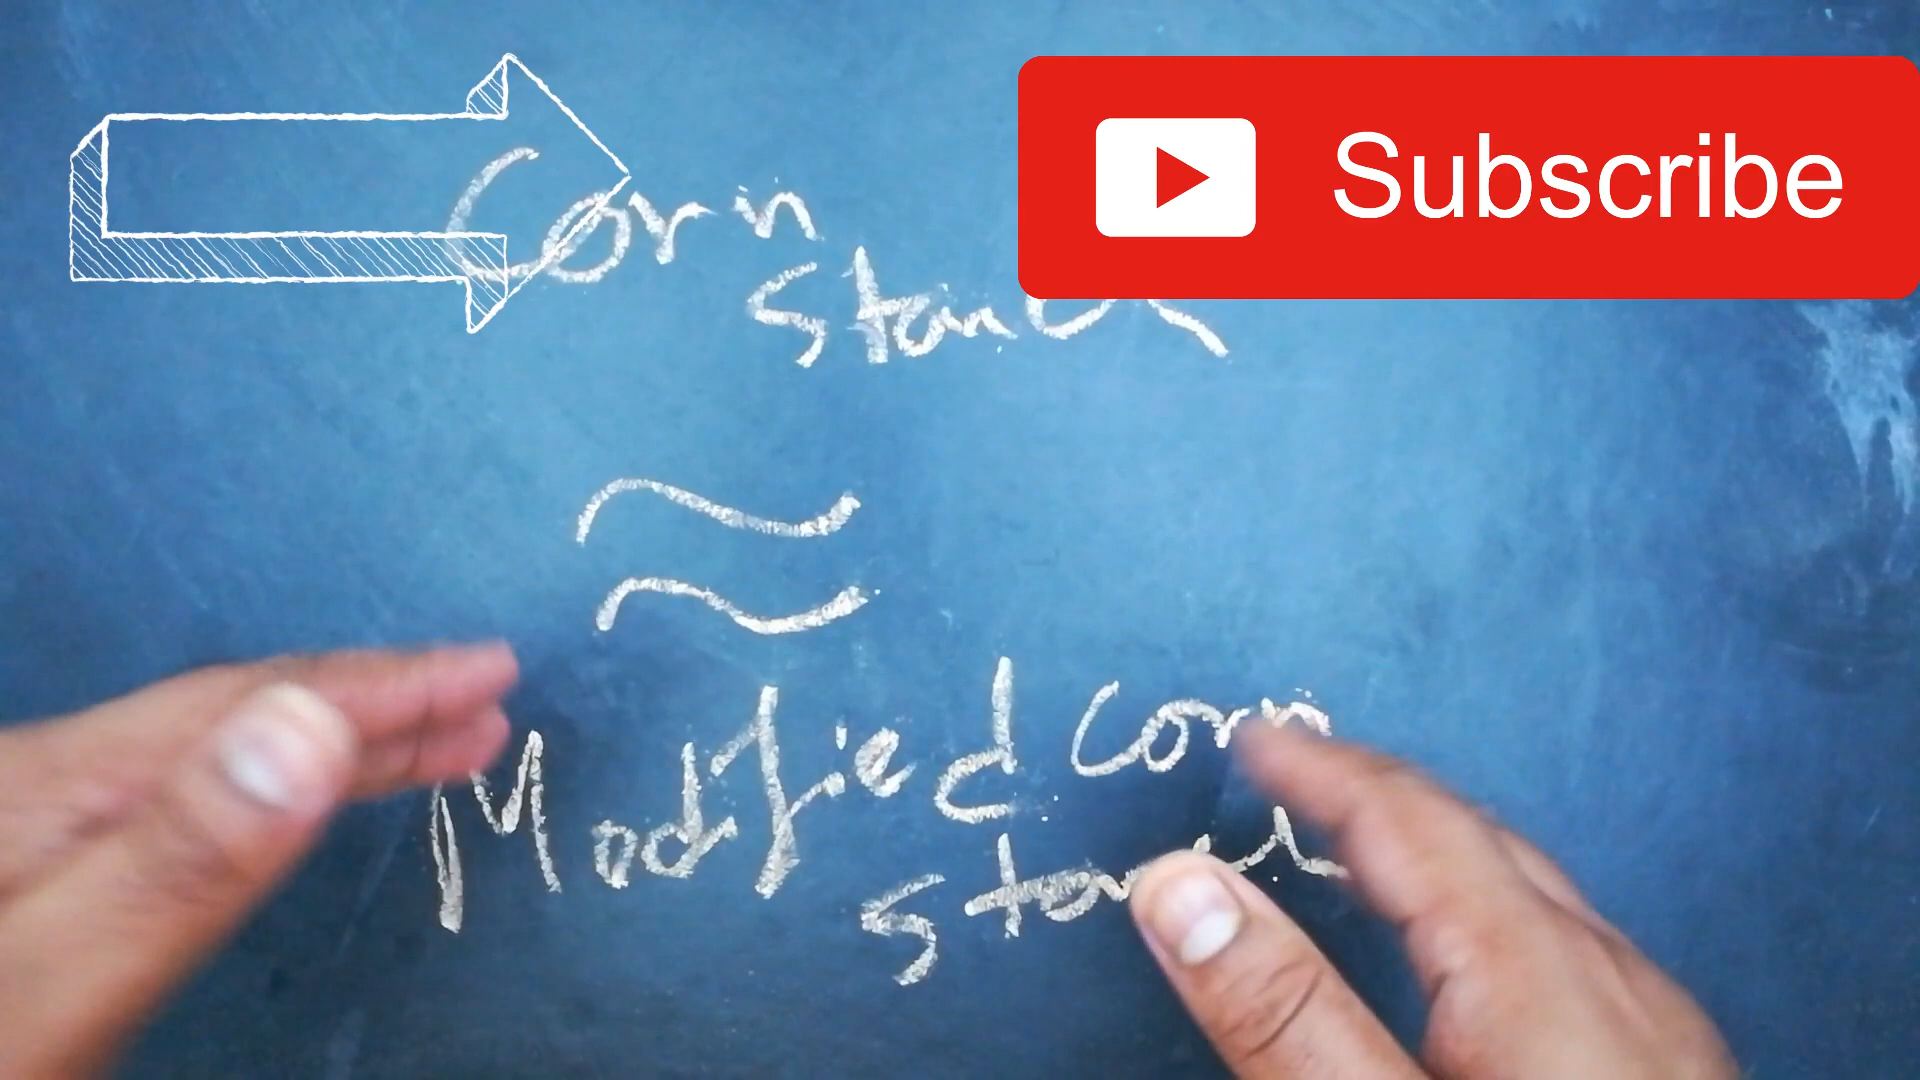 Subscribe
Corn
Starch
≈
Modified Corn
Starch